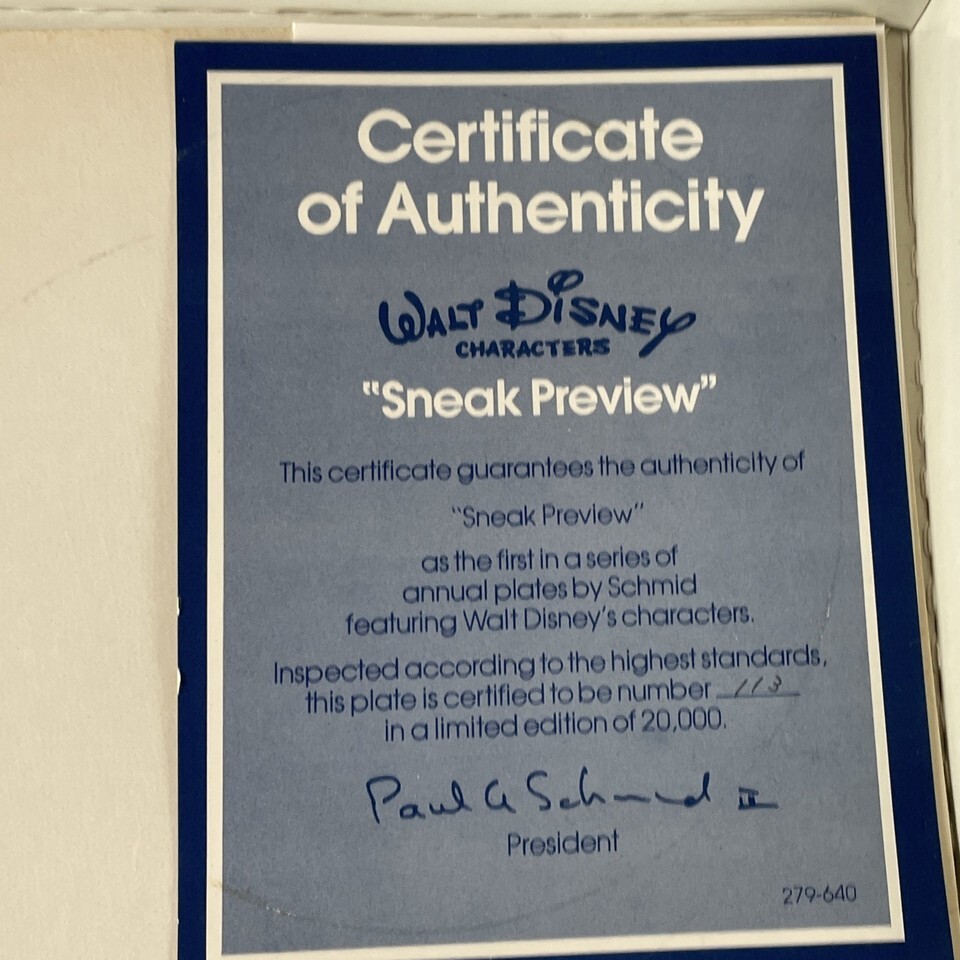 Certificate
of Authenticity
WALT DISNEY
CHARACTERS
“Sneak Preview”
This certificate guarantees the authenticity of
“Sneak Preview”
as the first in a series of
annual plates by Schmid
featuring Walt Disney's characters.
Inspected according to the highest standards,
this plate is certified to be number 113
in a limited edition of 20,000.
Paul A Schmid II
President
279-640